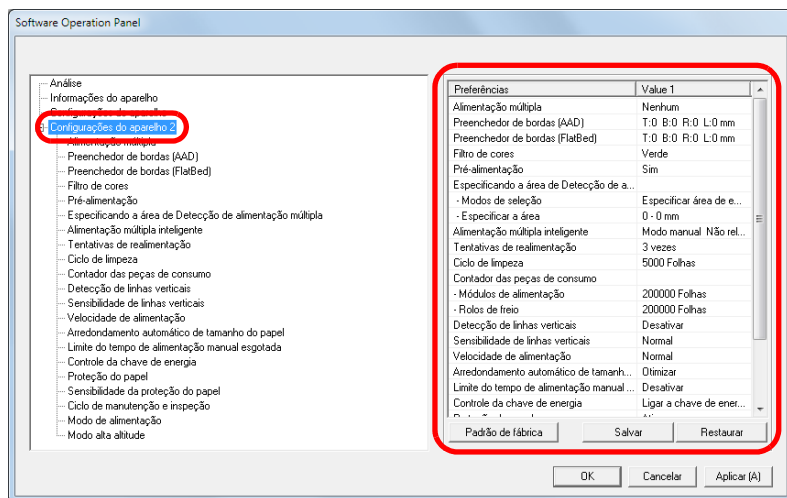 Software Operation Panel
Análise
Informações do aparelho
Configurações do aparelho
Configurações do aparelho 2
Alimentação múltipla
Preenchedor de bordas (AAD)
Preenchedor de bordas (FlatBed)
Filtro de cores
Pré-alimentação
Especificando a área de Detecção de alimentação múltipla
Alimentação múltipla inteligente
Tentativas de realimentação
Ciclo de limpeza
Contador das peças de consumo
Detecção de linhas verticais
Sensibilidade de linhas verticais
Velocidade de alimentação
Arredondamento automático de tamanho do papel
Limite do tempo de alimentação manual esgotada
Controle da chave de energia
Proteção do papel
Sensibilidade da proteção do papel
Ciclo de manutenção e inspeção
Modo de alimentação
Modo alta altitude
Preferências Value 1
Alimentação múltipla Nenhum
Preenchedor de bordas (AAD) T:0 B:0 R:0 L:0 mm
Preenchedor de bordas (FlatBed) T:0 B:0 R:0 L:0 mm
Filtro de cores Verde
Pré-alimentação Sim
Especificando a área de Detecção de a...
- Modos de seleção Especificar área de e...
- Especificar a área 0 - 0 mm
Alimentação múltipla inteligente Modo manual Não rel...
Tentativas de realimentação 3 vezes
Ciclo de limpeza 5000 Folhas
Contador das peças de consumo
- Módulos de alimentação 200000 Folhas
- Rolos de freio 200000 Folhas
Detecção de linhas verticais Desativar
Sensibilidade de linhas verticais Normal
Velocidade de alimentação Normal
Arredondamento automático de tamanh... Otimizar
Limite do tempo de alimentação manual ... Desativar
Controle da chave de energia Ligar a chave de ener...
Padrão de fábrica Salvar Restaurar
OK Cancelar Aplicar (A)